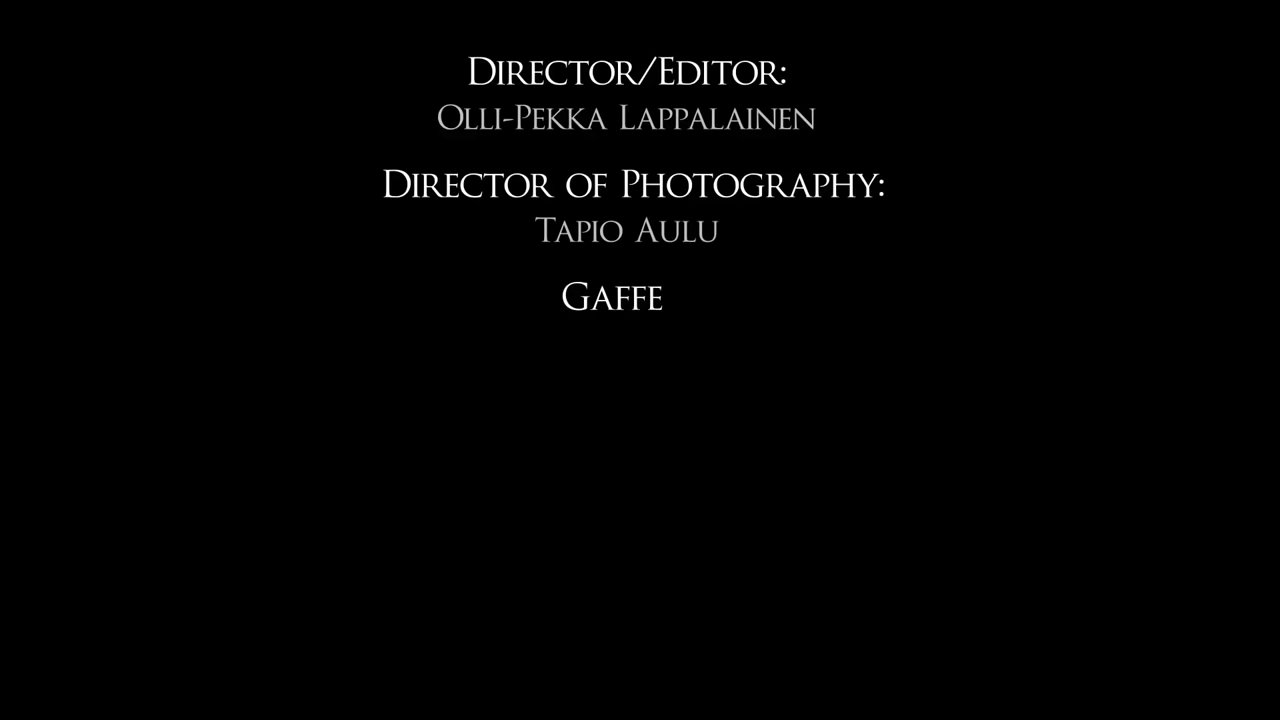 Director/Editor:
Olli-Pekka Lappalainen
Director of Photography:
Tapio Aulu
Gaffe